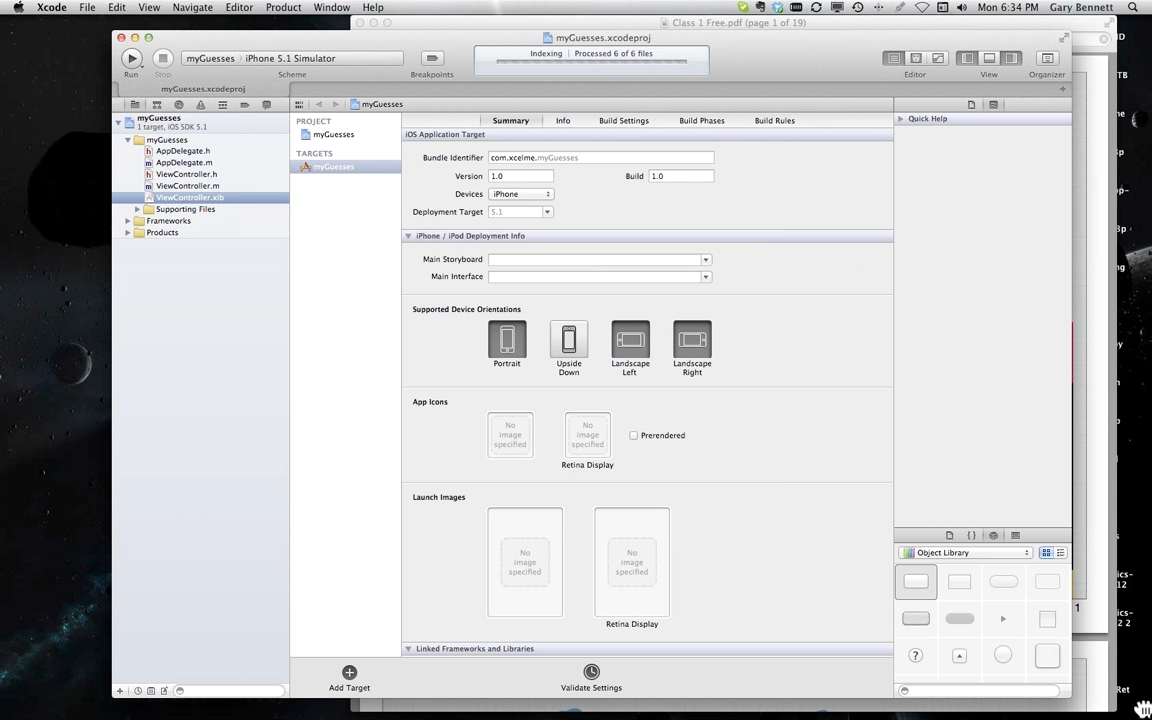 Xcode File Edit View Navigate Editor Product Window Help
Mon 6:34 PM Gary Bennett
Class 1 Free.pdf (page 1 of 19)
myGuesses.xcodeproj
myGuesses iPhone 5.1 Simulator
Indexing | Processed 6 of 6 files
Run Stop Scheme Breakpoints Editor View Organizer
myGuesses.xcodeproj
myGuesses
1 target, iOS SDK 5.1
myGuesses
AppDelegate.h
AppDelegate.m
ViewController.h
ViewController.m
ViewController.xib
Supporting Files
Frameworks
Products
myGuesses
PROJECT
myGuesses
TARGETS
myGuesses
Add Target
Summary Info Build Settings Build Phases Build Rules
iOS Application Target
Bundle Identifier com.xcelme.myGuesses
Version 1.0 Build 1.0
Devices iPhone
Deployment Target 5.1
iPhone / iPod Deployment Info
Main Storyboard
Main Interface
Supported Device Orientations
Portrait
Upside Down
Landscape Left
Landscape Right
App Icons
No image specified
No image specified
Prerendered
Retina Display
Launch Images
No image specified
No image specified
Retina Display
Linked Frameworks and Libraries
Validate Settings
Quick Help
{}
Object Library
?
1